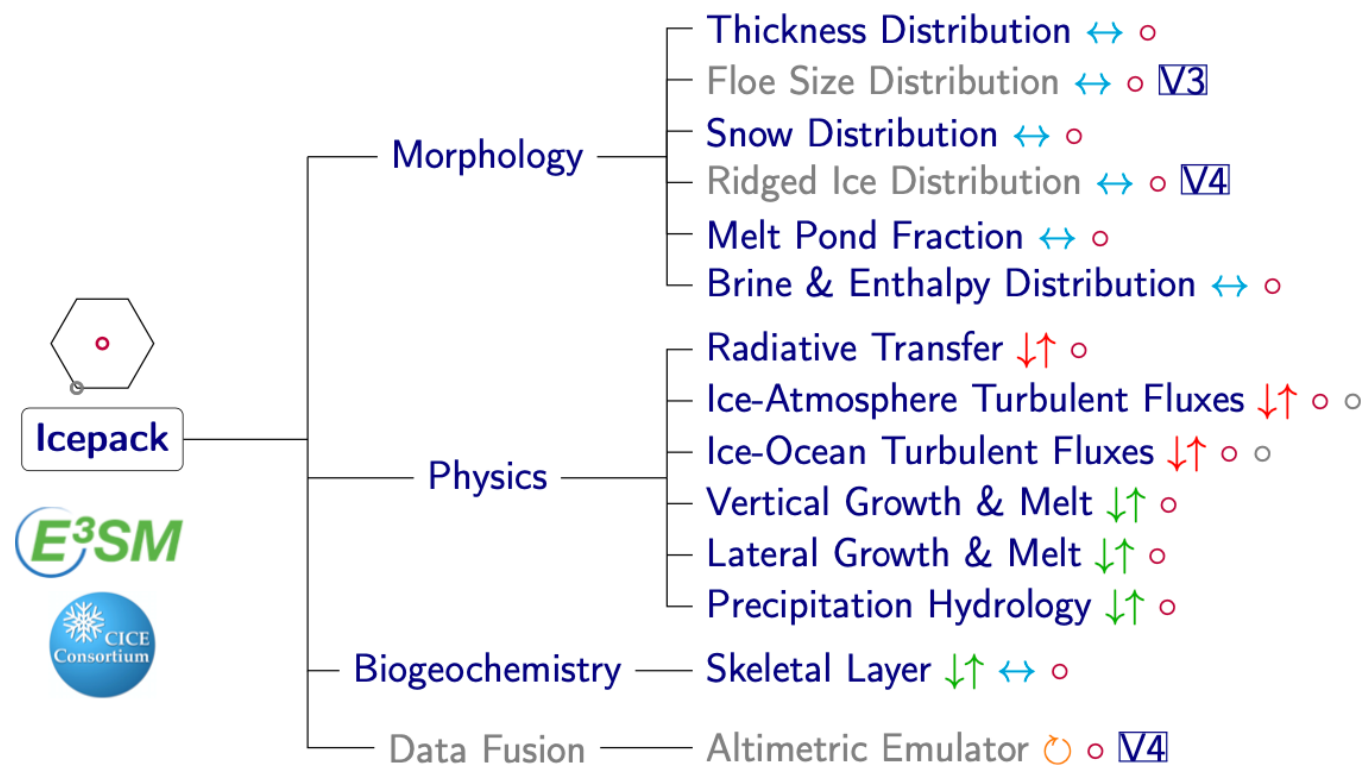 Thickness Distribution ↔ ○
Floe Size Distribution ↔ ○ V3
Snow Distribution ↔ ○
Morphology
Ridged Ice Distribution ↔ ○ V4
Melt Pond Fraction ↔ ○
Brine & Enthalpy Distribution ↔ ○
Radiative Transfer ↓↑ ○
Ice-Atmosphere Turbulent Fluxes ↓↑ ○ ○
Icepack
Ice-Ocean Turbulent Fluxes ↓↑ ○ ○
Physics
Vertical Growth & Melt ↓↑ ○
E³SM
Lateral Growth & Melt ↓↑ ○
Precipitation Hydrology ↓↑ ○
CICE
Consortium
Biogeochemistry
Skeletal Layer ↓↑ ↔ ○
Data Fusion
Altimetric Emulator ↻ ○ V4